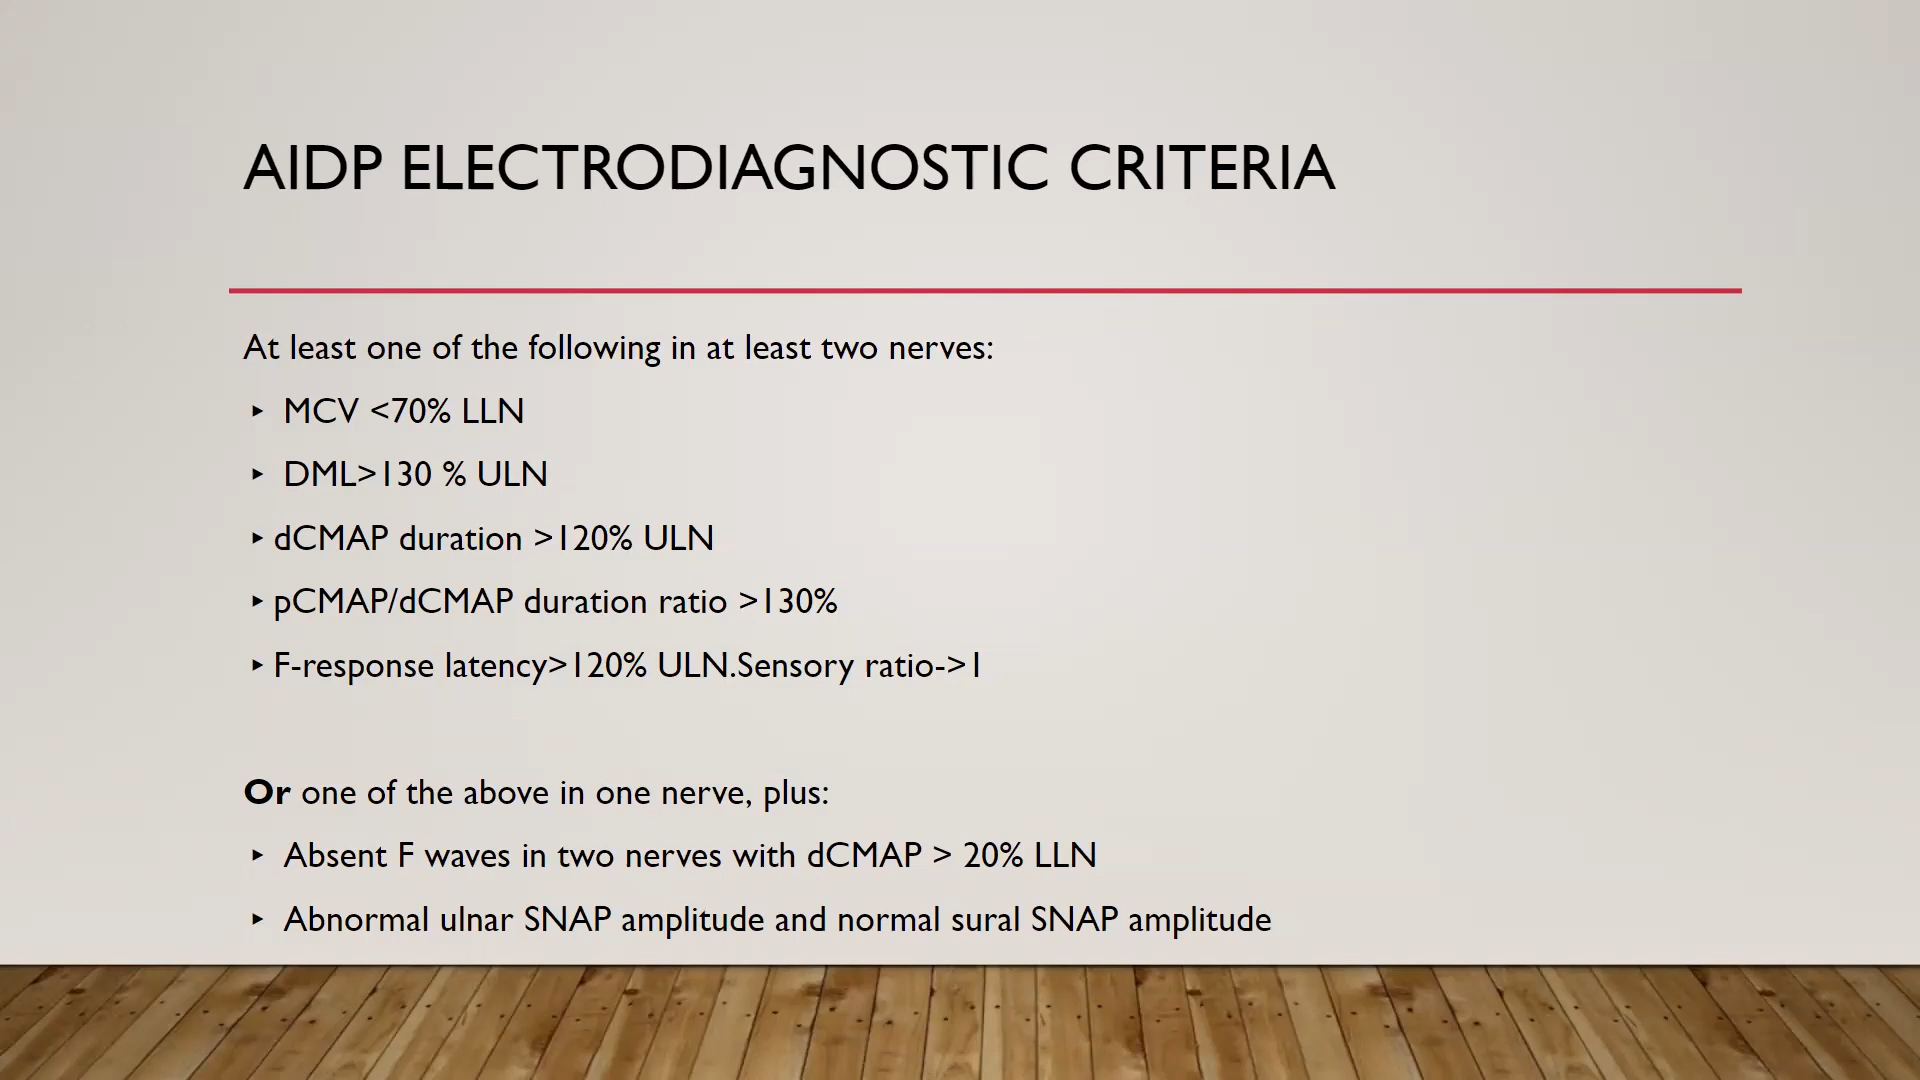 AIDP ELECTRODIAGNOSTIC CRITERIA
At least one of the following in at least two nerves:
▸ MCV <70% LLN
▸ DML>130 % ULN
▸ dCMAP duration >120% ULN
▸ pCMAP/dCMAP duration ratio >130%
▸ F-response latency>120% ULN.Sensory ratio->1
Or one of the above in one nerve, plus:
▸ Absent F waves in two nerves with dCMAP > 20% LLN
▸ Abnormal ulnar SNAP amplitude and normal sural SNAP amplitude